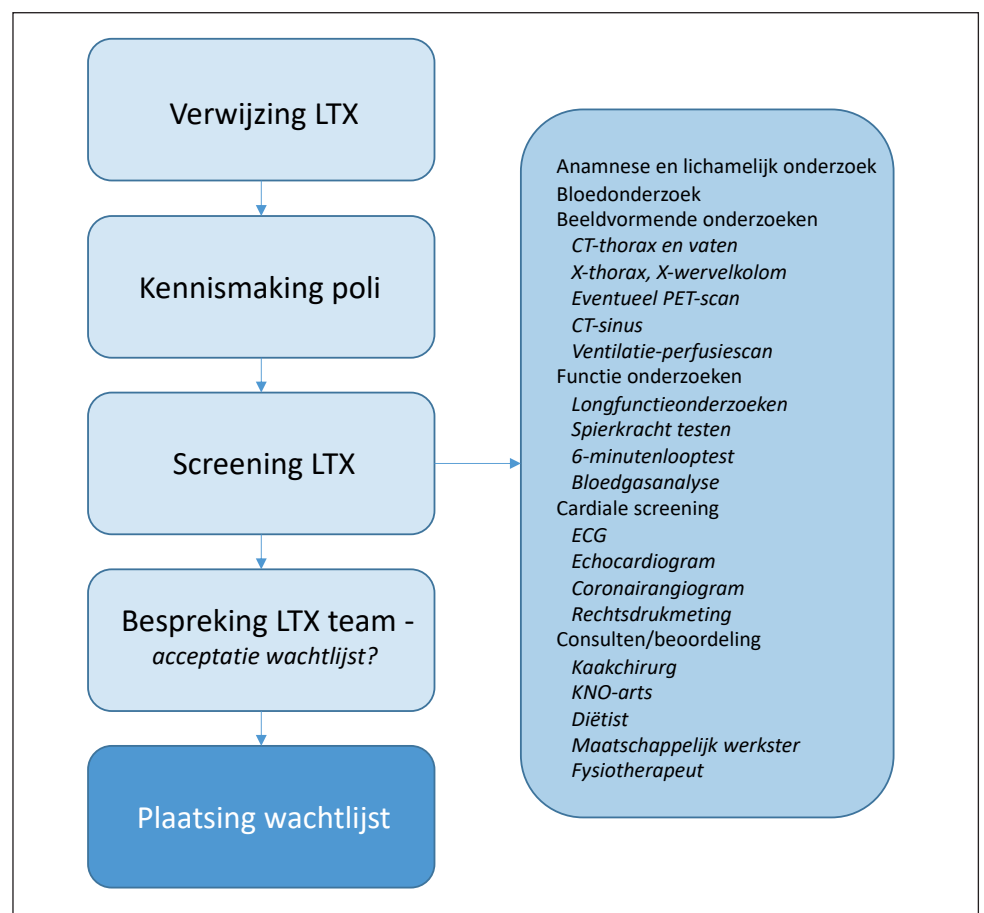 Verwijzing LTX
Kennismaking poli
Screening LTX
Bespreking LTX team -
acceptatie wachtlijst?
Plaatsing wachtlijst
Anamnese en lichamelijk onderzoek
Bloedonderzoek
Beeldvormende onderzoeken
CT-thorax en vaten
X-thorax, X-wervelkolom
Eventueel PET-scan
CT-sinus
Ventilatie-perfusiescan
Functie onderzoeken
Longfunctieonderzoeken
Spierkracht testen
6-minutenlooptest
Bloedgasanalyse
Cardiale screening
ECG
Echocardiogram
Coronairangiogram
Rechtsdrukmeting
Consulten/beoordeling
Kaakchirurg
KNO-arts
Diëtist
Maatschappelijk werkster
Fysiotherapeut